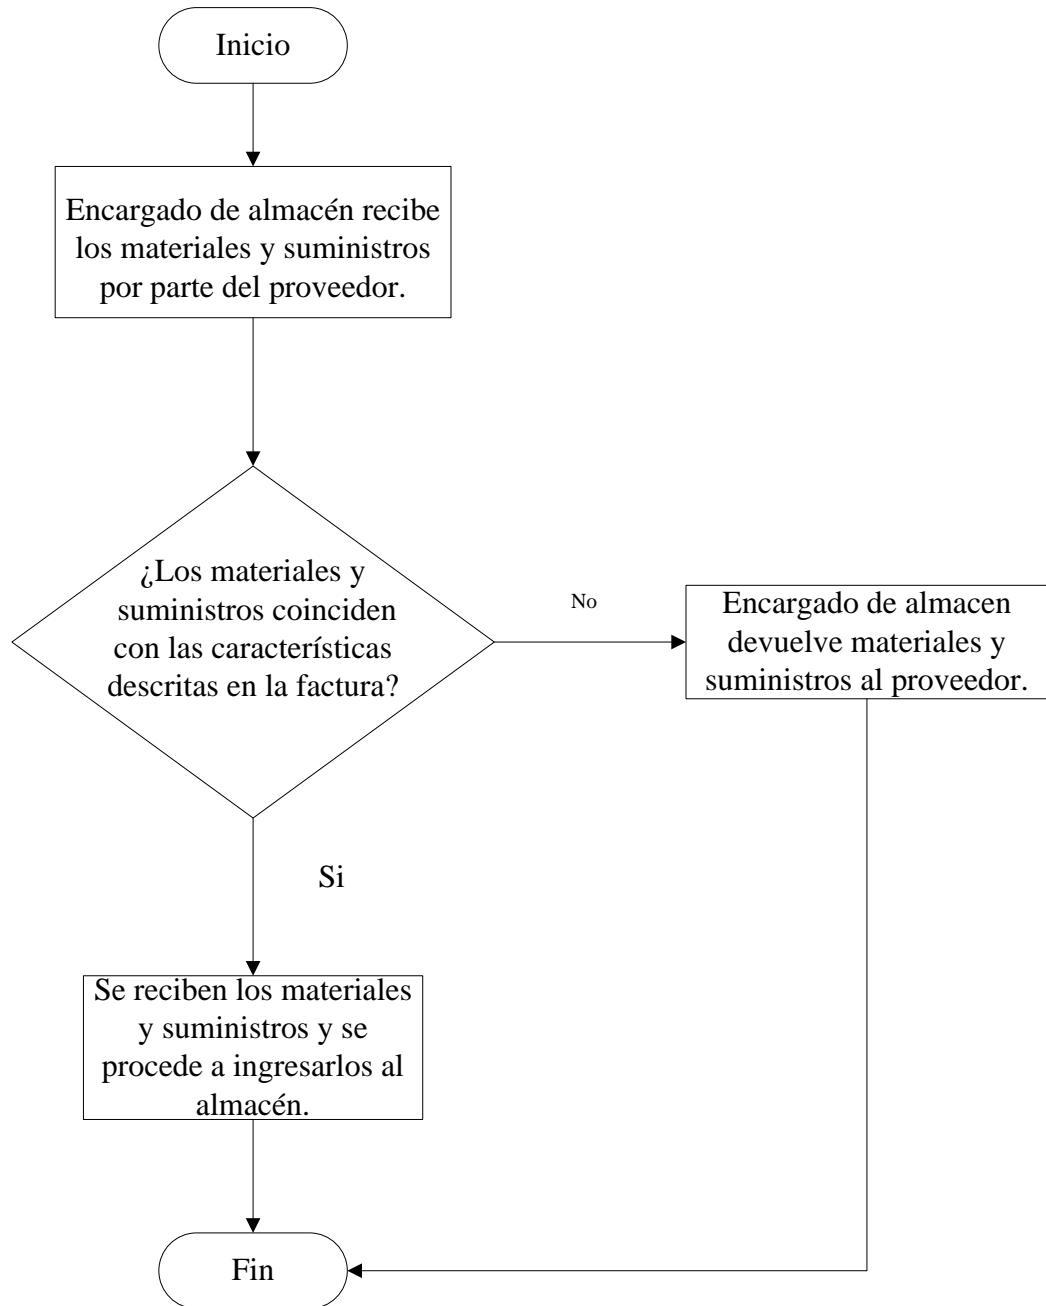 Inicio
Encargado de almacén recibe
los materiales y suministros
por parte del proveedor.
¿Los materiales y
suministros coinciden
con las características
descritas en la factura?
No
Encargado de almacen
devuelve materiales y
suministros al proveedor.
Si
Se reciben los materiales
y suministros y se
procede a ingresarlos al
almacén.
Fin